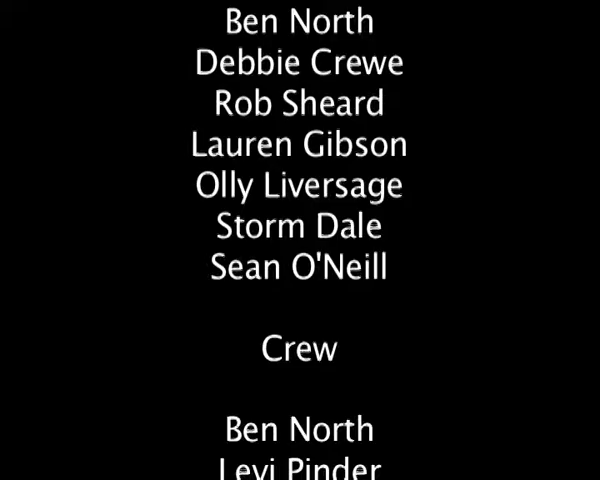 Ben North
Debbie Crewe
Rob Sheard
Lauren Gibson
Olly Liversage
Storm Dale
Sean O'Neill
Crew
Ben North
Levi Pinder